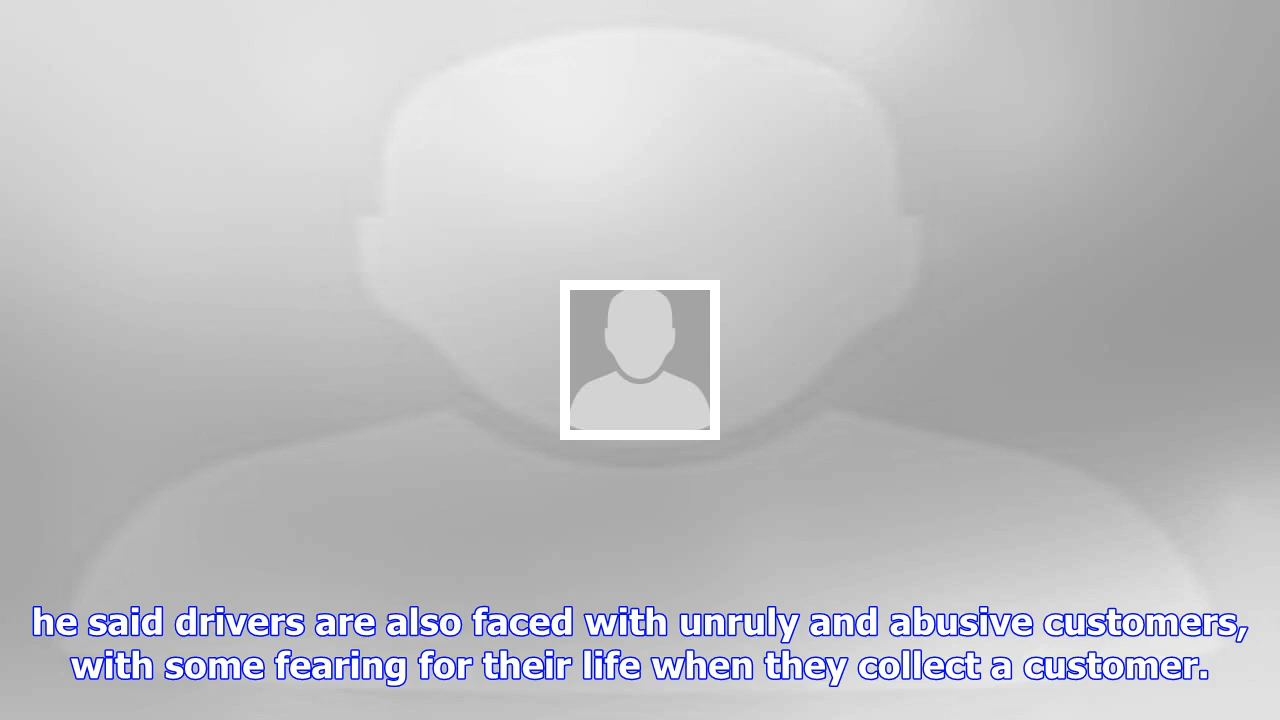 he said drivers are also faced with unruly and abusive customers,
with some fearing for their life when they collect a customer.